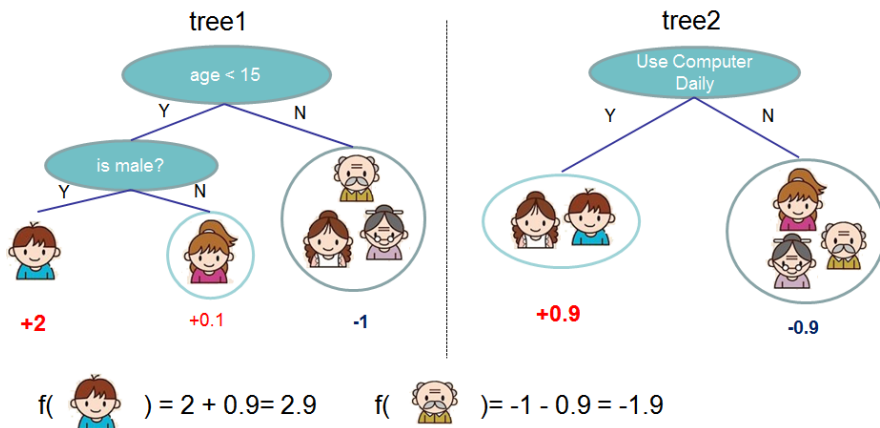 tree1
age < 15
Y
N
is male?
Y
N
+2
+0.1
-1
tree2
Use Computer
Daily
Y
N
+0.9
-0.9
f( ) = 2 + 0.9= 2.9
f( )= -1 - 0.9 = -1.9